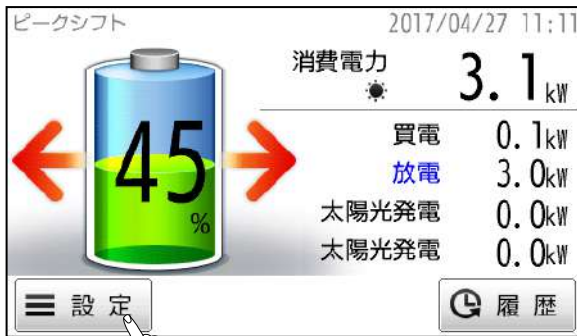 ピークシフト 2017/04/27 11:11
消費電力 3.1kW
45%
買電 0.1kW
放電 3.0kW
太陽光発電 0.0kW
太陽光発電 0.0kW
設定 履歴